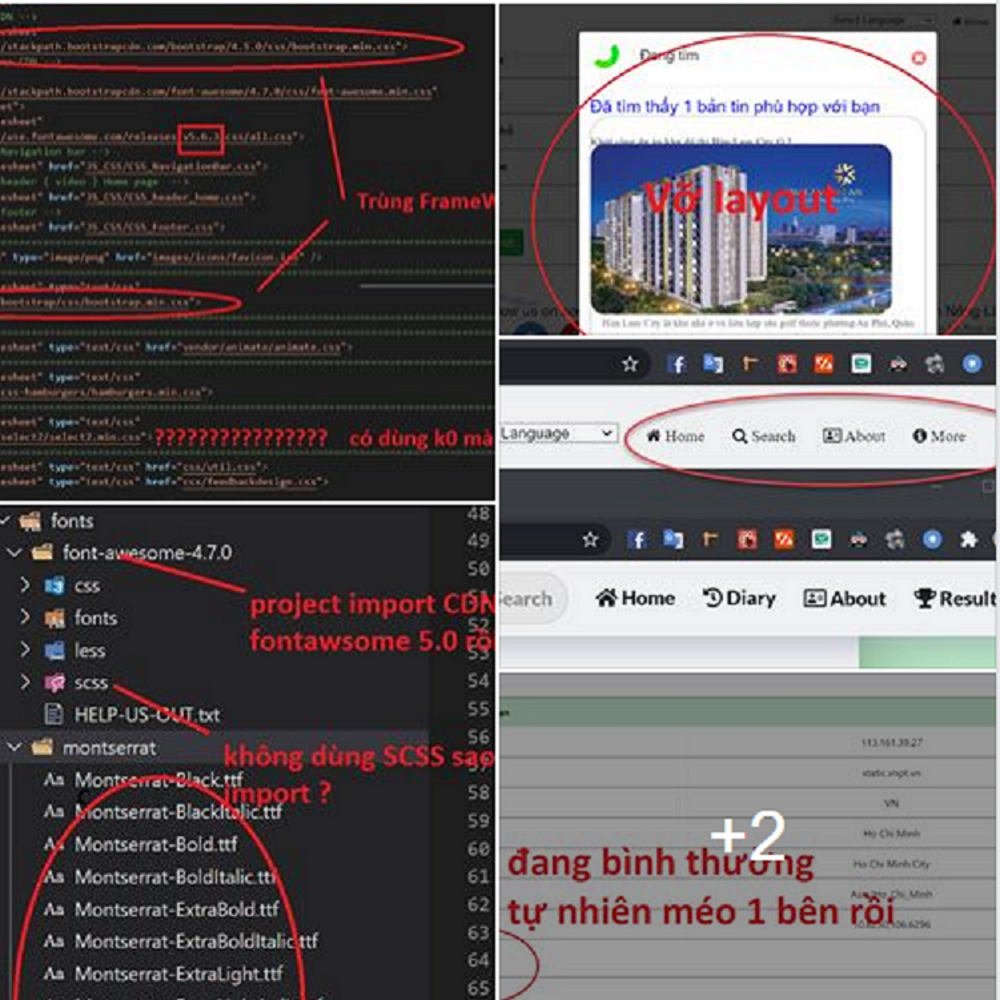 /stackpath.bootstrapcdn.com/bootstrap/4.5.0/css/bootstrap.min.css">
/stackpath.bootstrapcdn.com/font-awesome/4.7.0/css/font-awesome.min.css"
esheet"
/use.fontawesome.com/releases/v5.6.3/css/all.css">
Navigation bar -->
esheet" href="JS_CSS/CSS_NavigationBar.css">
header ( video ) Home page -->
esheet" href="JS_CSS/CSS_header_home.css">
footer -->
esheet" href="JS_CSS/CSS_Footer.css">
Trùng FrameW
" type="image/png" href="images/icons/favicon.ico" />
esheet" type="text/css"
bootstrap/css/bootstrap.min.css">
esheet" type="text/css" href="vendor/animate/animate.css">
esheet" type="text/css"
css-hamburgers/hamburgers.min.css">
esheet" type="text/css"
select2/select2.min.css">
???????????????? có dùng k0 mà
esheet" type="text/css" href="css/util.css">
esheet" type="text/css" href="css/feedbackdesign.css">
Select Language
Home
Đang tìm
Đã tìm thấy 1 bản tin phù hợp với bạn
Vỡ layout
Language
Home Search About More
earch
Home Diary About Result
fonts
font-awesome-4.7.0
css
fonts
less
scss
HELP-US-OUT.txt
montserrat
Montserrat-Black.ttf
Montserrat-BlackItalic.ttf
Montserrat-Bold.ttf
Montserrat-BoldItalic.ttf
Montserrat-ExtraBold.ttf
Montserrat-ExtraBoldItalic.ttf
Montserrat-ExtraLight.ttf
48
49
50
51
52
53
54
55
56
57
58
59
60
61
62
63
64
65
project import CDN
fontawsome 5.0 rồ
không dùng SCSS sao
import ?
113.161.39.27
static.vnpt.vn
VN
Ho Chi Minh
Ho Chi Minh City
+2
đang bình thường
tự nhiên méo 1 bên rồi